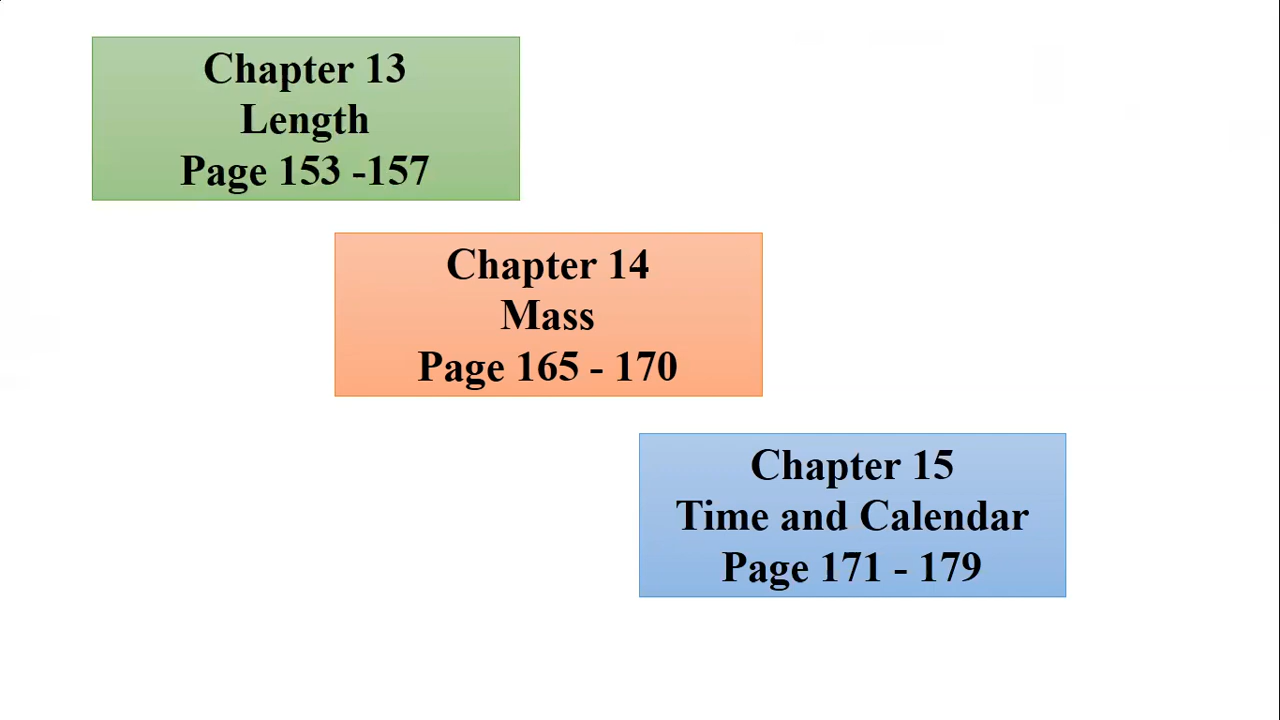 Chapter 13
Length
Page 153 -157
Chapter 14
Mass
Page 165 - 170
Chapter 15
Time and Calendar
Page 171 - 179